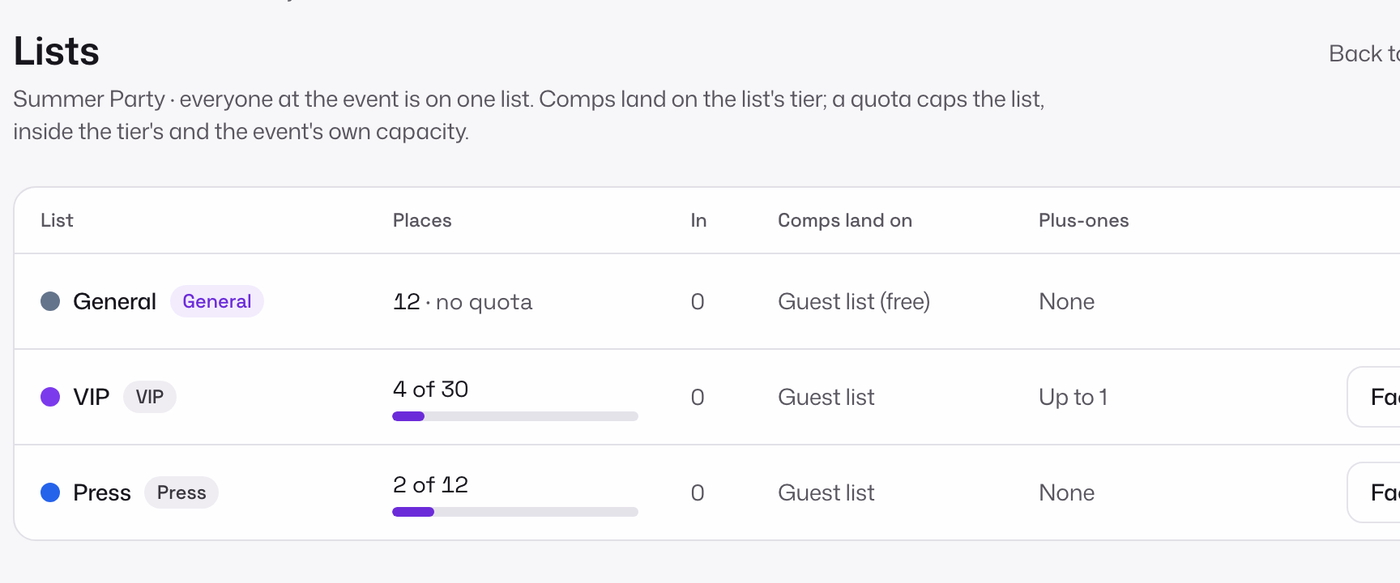 Lists
Back
Summer Party · everyone at the event is on one list. Comps land on the list's tier; a quota caps the list,
inside the tier's and the event's own capacity.
List Places In Comps land on Plus-ones
General General 12 · no quota 0 Guest list (free) None
VIP VIP 4 of 30 0 Guest list Up to 1
Press Press 2 of 12 0 Guest list None